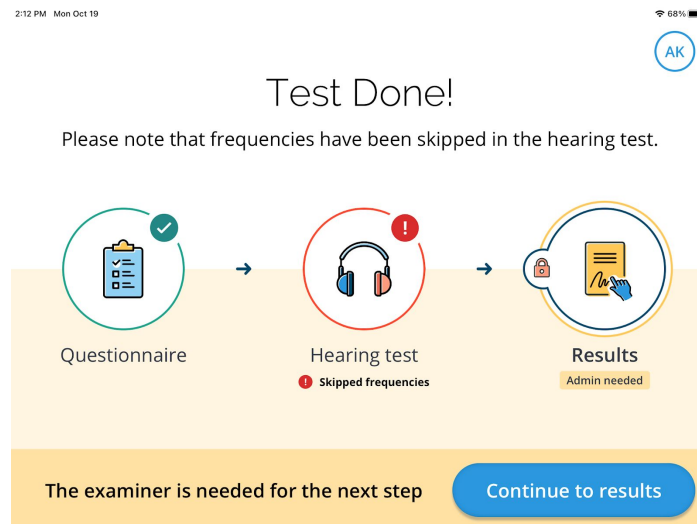 2:12 PM Mon Oct 19
68%
AK
Test Done!
Please note that frequencies have been skipped in the hearing test.
Questionnaire
Hearing test
Results
! Skipped frequencies
Admin needed
The examiner is needed for the next step
Continue to results